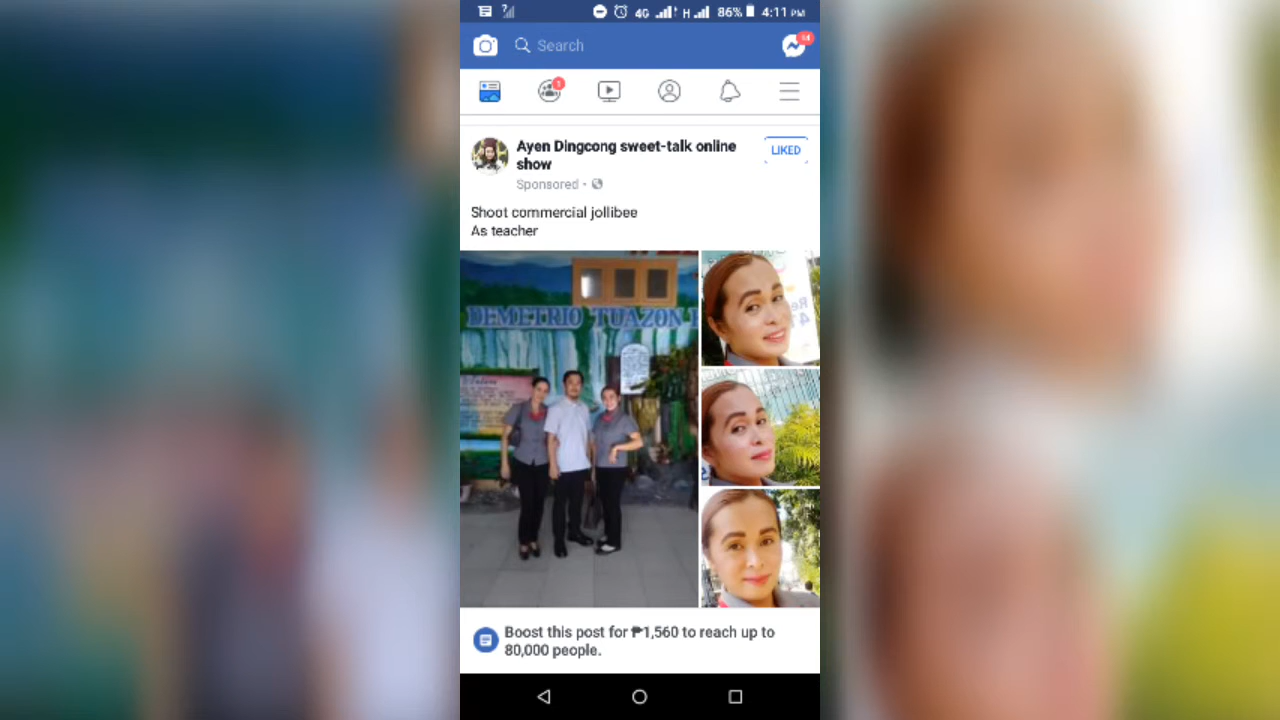 4G
H
86%
4:11 PM
Search
14
1
Ayen Dingcong sweet-talk online
show
LIKED
Sponsored ·
Shoot commercial jollibee
As teacher
DEMETRIO TUAZON
Boost this post for ₱1,560 to reach up to
80,000 people.